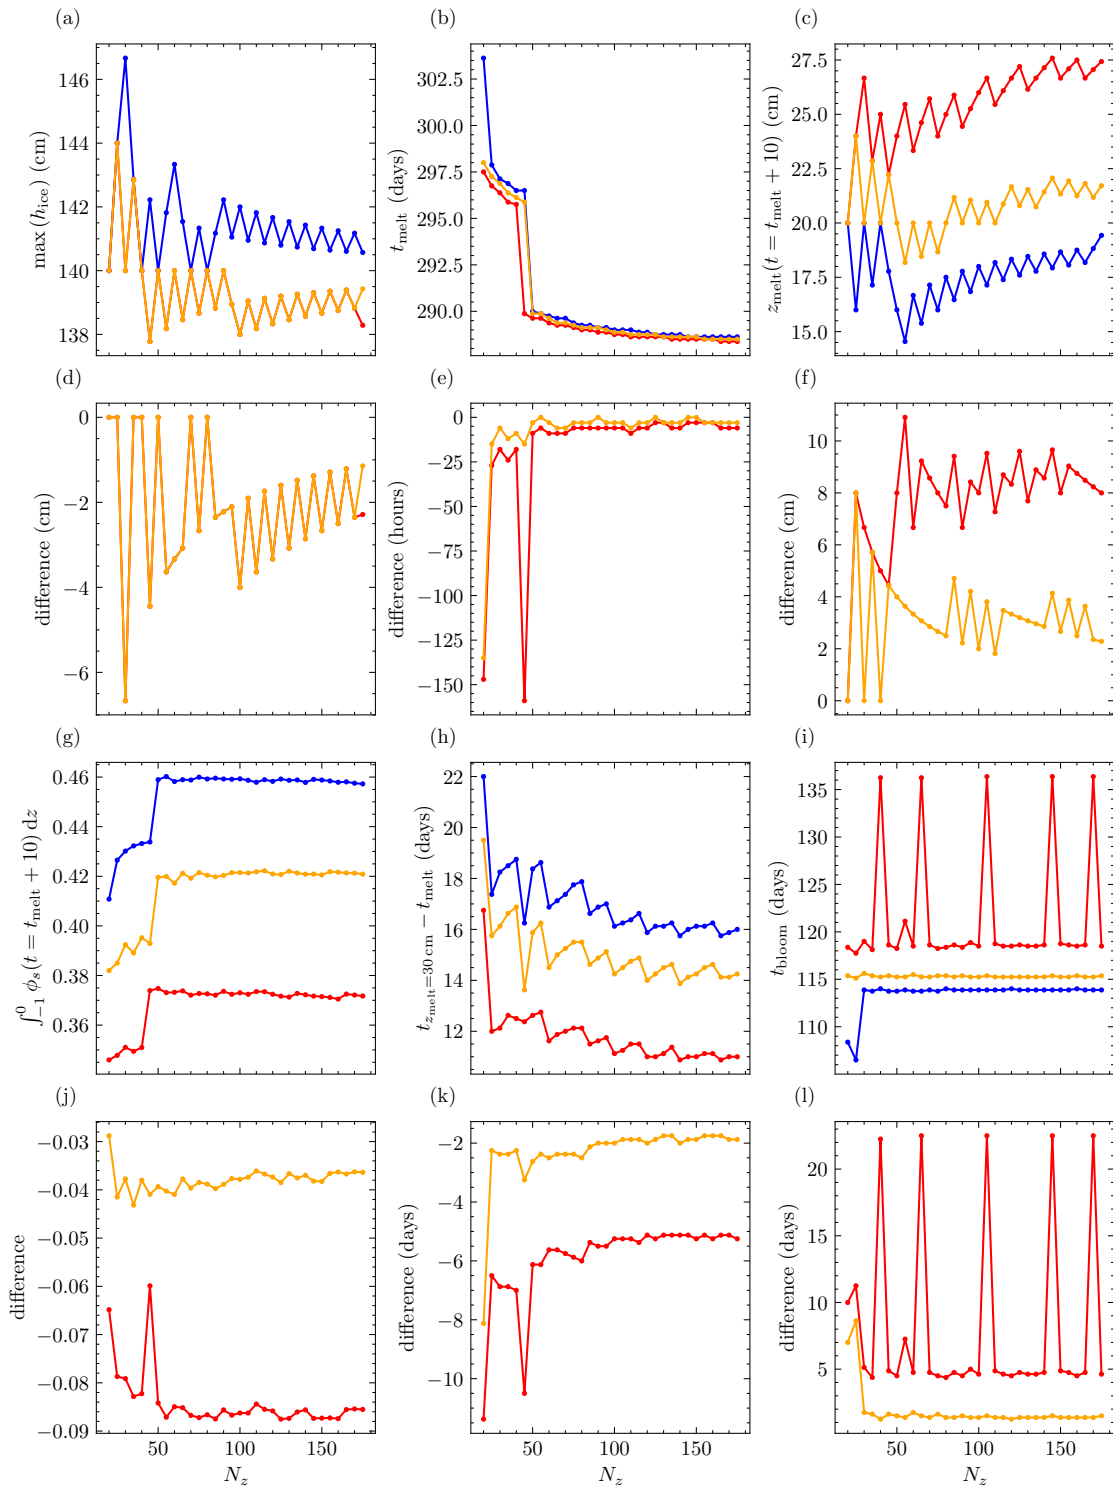 (a)
max (h_ice) (cm)
146
144
142
140
138
(b)
t_melt (days)
302.5
300.0
297.5
295.0
292.5
290.0
(c)
z_melt(t = t_melt + 10) (cm)
27.5
25.0
22.5
20.0
17.5
15.0
(d)
difference (cm)
0
−2
−4
−6
(e)
difference (hours)
0
−25
−50
−75
−100
−125
−150
(f)
difference (cm)
10
8
6
4
2
0
(g)
∫_{−1}^{0} ϕ_s(t = t_melt + 10) dz
0.46
0.44
0.42
0.40
0.38
0.36
(h)
t_{z_melt=30 cm} − t_melt (days)
22
20
18
16
14
12
(i)
t_bloom (days)
135
130
125
120
115
110
(j)
difference
−0.03
−0.04
−0.05
−0.06
−0.07
−0.08
−0.09
50
100
150
N_z
(k)
difference (days)
−2
−4
−6
−8
−10
50
100
150
N_z
(l)
difference (days)
20
15
10
5
50
100
150
N_z